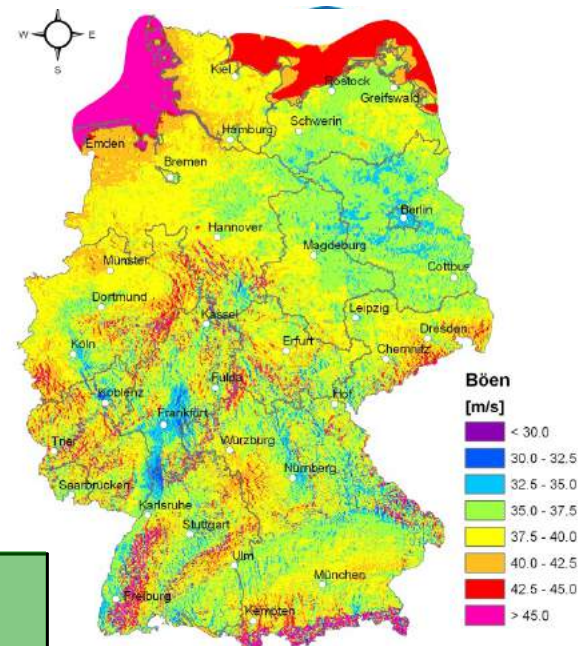 W E
S
Kiel
Rostock
Greifswald
Schwerin
Emden
Hamburg
Bremen
Berlin
Hannover
Magdeburg
Münster
Cottbus
Dortmund
Leipzig
Kassel
Dresden
Köln
Erfurt
Chemnitz
Fulda
Hof
Koblenz
Frankfurt
Trier
Würzburg
Saarbrücken
Nürnberg
Karlsruhe
Stuttgart
Ulm
München
Freiburg
Kempten
Böen
[m/s]
< 30.0
30.0 - 32.5
32.5 - 35.0
35.0 - 37.5
37.5 - 40.0
40.0 - 42.5
42.5 - 45.0
> 45.0